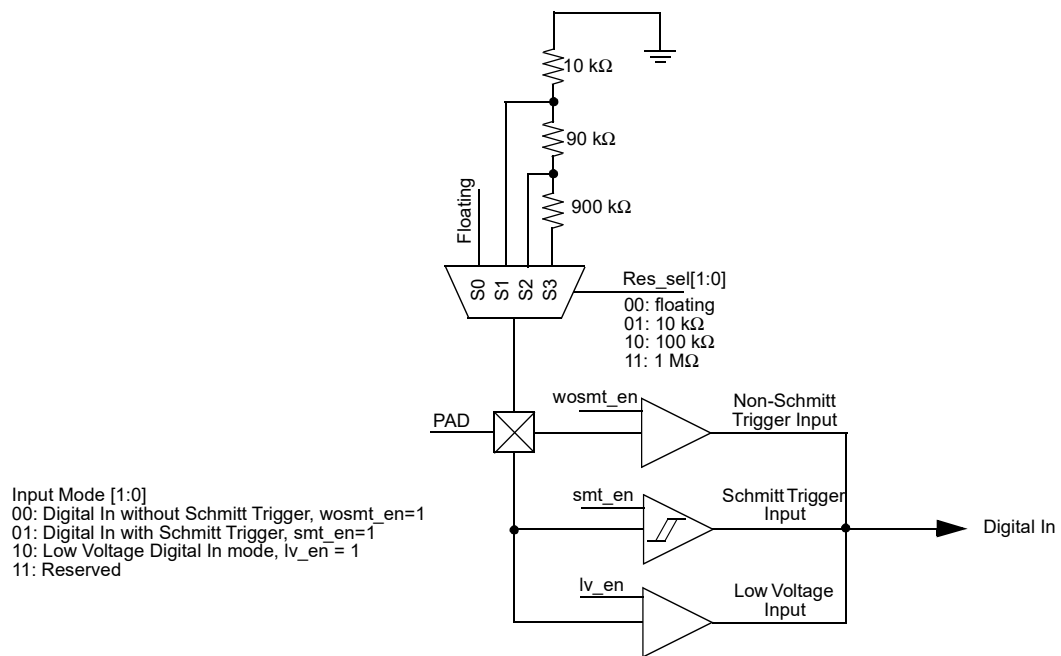 10 kΩ
90 kΩ
900 kΩ
Floating
S0
S1
S2
S3
Res_sel[1:0]
00: floating
01: 10 kΩ
10: 100 kΩ
11: 1 MΩ
wosmt_en
Non-Schmitt
Trigger Input
PAD
smt_en
Schmitt Trigger
Input
Digital In
Input Mode [1:0]
00: Digital In without Schmitt Trigger, wosmt_en=1
01: Digital In with Schmitt Trigger, smt_en=1
10: Low Voltage Digital In mode, lv_en = 1
11: Reserved
lv_en
Low Voltage
Input